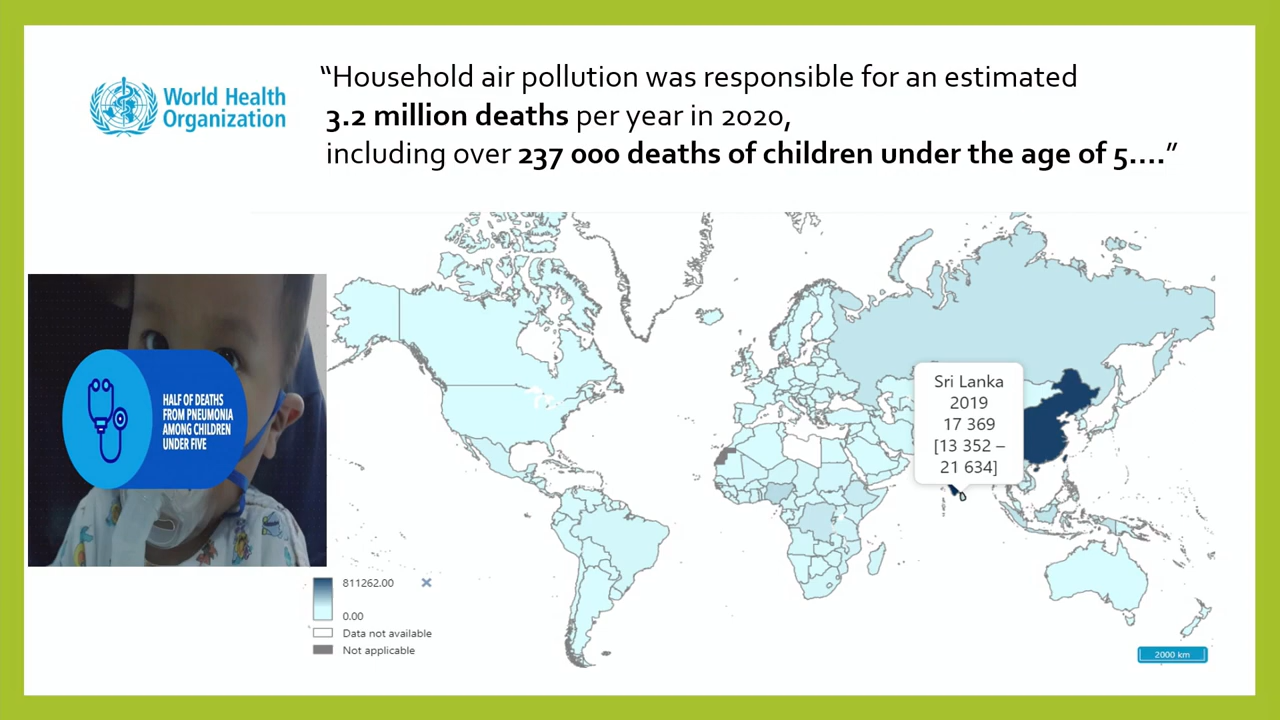 World Health
Organization
“Household air pollution was responsible for an estimated
3.2 million deaths per year in 2020,
including over 237 000 deaths of children under the age of 5....”
HALF OF DEATHS
FROM PNEUMONIA
AMONG CHILDREN
UNDER FIVE
Sri Lanka
2019
17 369
[13 352 –
21 634]
811262.00
0.00
Data not available
Not applicable
2000 km